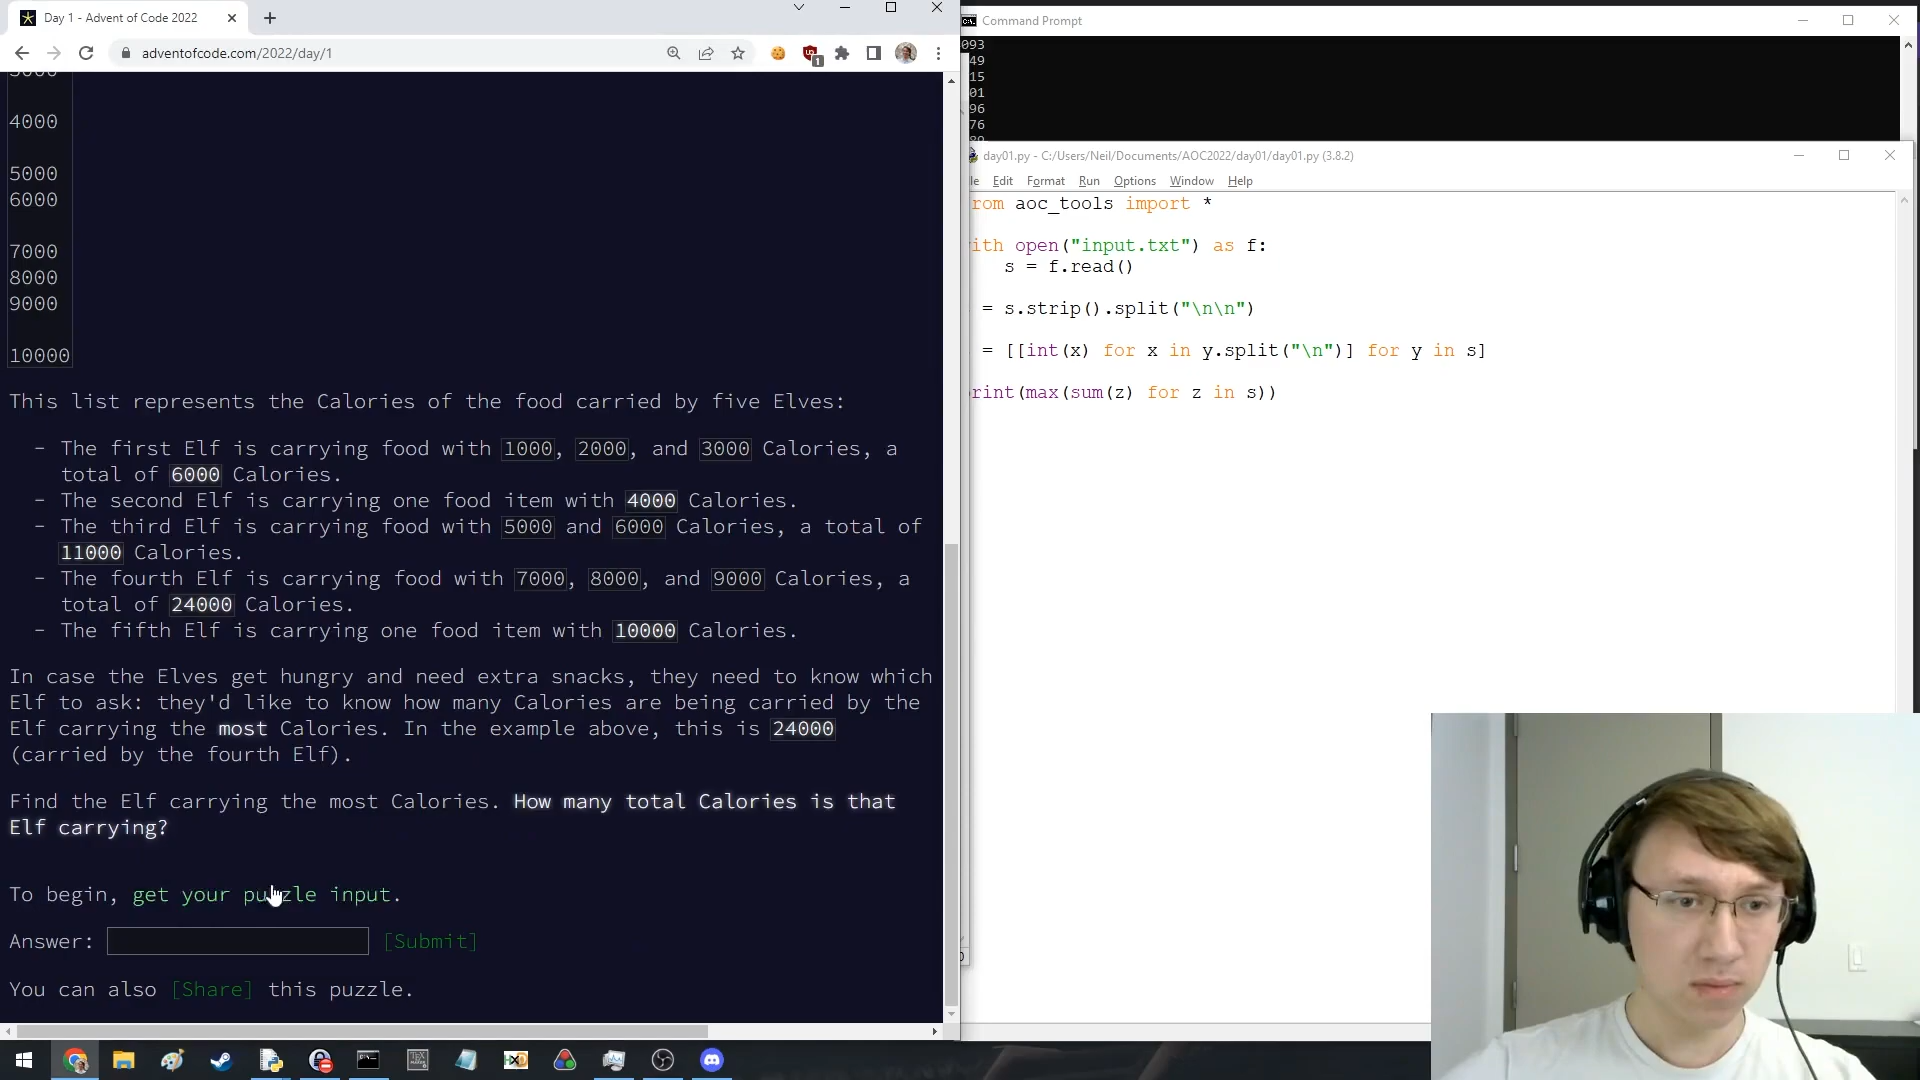 Day 1 - Advent of Code 2022
adventofcode.com/2022/day/1
1
4000
5000
6000
7000
8000
9000
10000
This list represents the Calories of the food carried by five Elves:
- The first Elf is carrying food with 1000, 2000, and 3000 Calories, a
total of 6000 Calories.
- The second Elf is carrying one food item with 4000 Calories.
- The third Elf is carrying food with 5000 and 6000 Calories, a total of
11000 Calories.
- The fourth Elf is carrying food with 7000, 8000, and 9000 Calories, a
total of 24000 Calories.
- The fifth Elf is carrying one food item with 10000 Calories.
In case the Elves get hungry and need extra snacks, they need to know which
Elf to ask: they'd like to know how many Calories are being carried by the
Elf carrying the most Calories. In the example above, this is 24000
(carried by the fourth Elf).
Find the Elf carrying the most Calories. How many total Calories is that
Elf carrying?
To begin, get your puzzle input.
Answer: [Submit]
You can also [Share] this puzzle.
Command Prompt
093
49
15
01
96
76
day01.py - C:/Users/Neil/Documents/AOC2022/day01/day01.py (3.8.2)
le Edit Format Run Options Window Help
rom aoc_tools import *
ith open("input.txt") as f:
s = f.read()
= s.strip().split("\n\n")
= [[int(x) for x in y.split("\n")] for y in s]
rint(max(sum(z) for z in s))